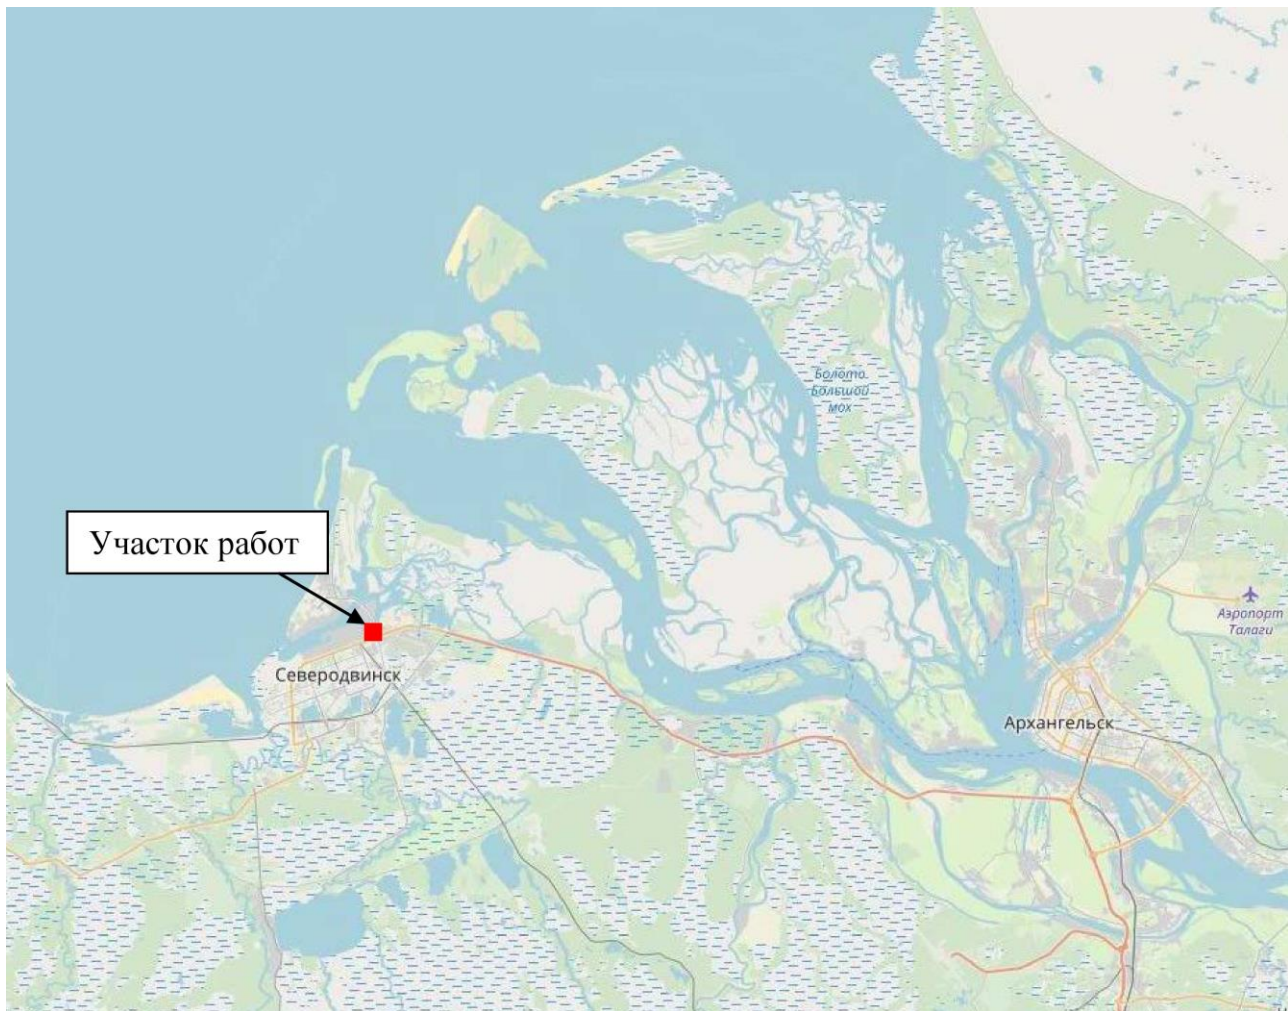 Болото
Большой
мох
Участок работ
Аэропорт
Талаги
Северодвинск
Архангельск